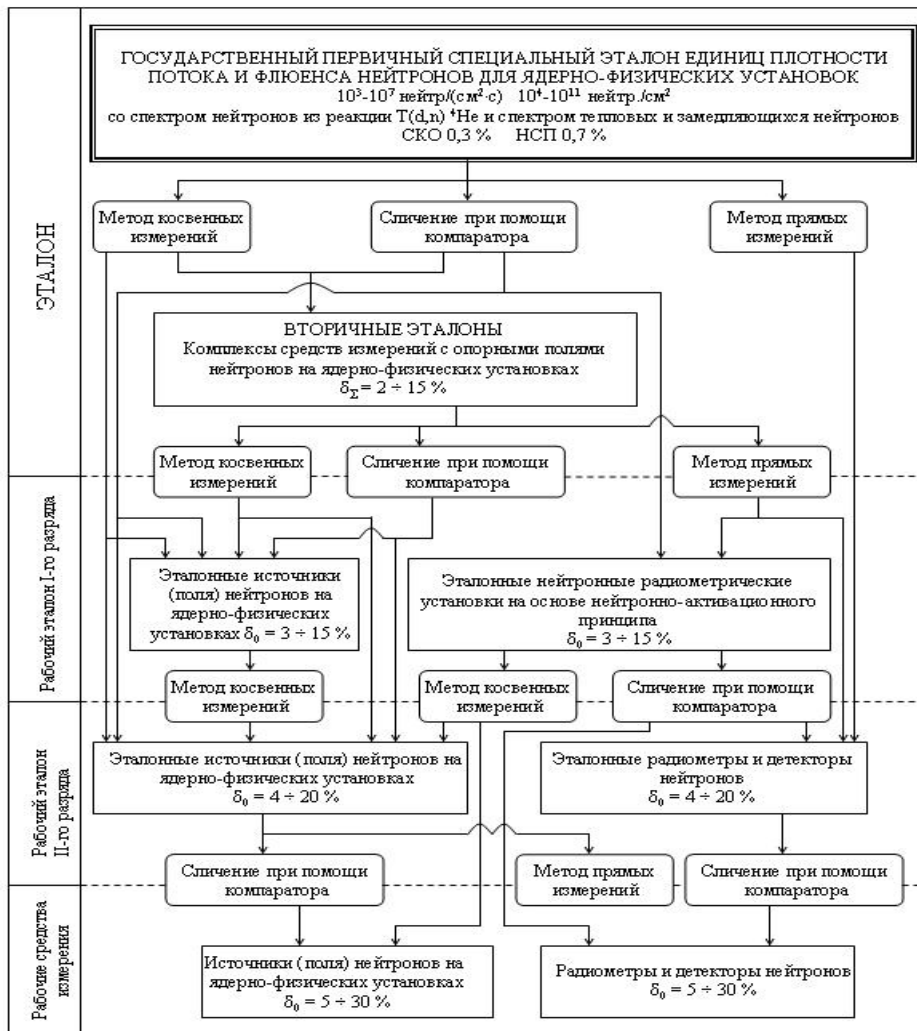 ГОСУДАРСТВЕННЫЙ ПЕРВИЧНЫЙ СПЕЦИАЛЬНЫЙ ЭТАЛОН ЕДИНИЦ ПЛОТНОСТИ
ПОТОКА И ФЛЮЕНСА НЕЙТРОНОВ ДЛЯ ЯДЕРНО-ФИЗИЧЕСКИХ УСТАНОВОК
10³-10⁷ нейтр/(см²·с) 10⁴-10¹¹ нейтр./см²
со спектром нейтронов из реакции T(d,n) ⁴He и спектром тепловых и замедляющихся нейтронов
СКО 0,3 % НСП 0,7 %
ЭТАЛОН
Метод косвенных
измерений
Сличение при помощи
компаратора
Метод прямых
измерений
ВТОРИЧНЫЕ ЭТАЛОНЫ
Комплексы средств измерений с опорными полями
нейтронов на ядерно-физических установках
δ_Σ = 2 ÷ 15 %
Метод косвенных
измерений
Сличение при помощи
компаратора
Метод прямых
измерений
Рабочий эталон I-го разряда
Эталонные источники
(поля) нейтронов на
ядерно-физических
установках δ₀ = 3 ÷ 15 %
Эталонные нейтронные радиометрические
установки на основе нейтронно-активационного
принципа
δ₀ = 3 ÷ 15 %
Метод косвенных
измерений
Метод косвенных
измерений
Сличение при помощи
компаратора
Рабочий эталон
II-го разряда
Эталонные источники (поля) нейтронов на
ядерно-физических установках
δ₀ = 4 ÷ 20 %
Эталонные радиометры и детекторы
нейтронов
δ₀ = 4 ÷ 20 %
Сличение при помощи
компаратора
Метод прямых
измерений
Сличение при помощи
компаратора
Рабочие средства
измерения
Источники (поля) нейтронов на
ядерно-физических установках
δ₀ = 5 ÷ 30 %
Радиометры и детекторы нейтронов
δ₀ = 5 ÷ 30 %